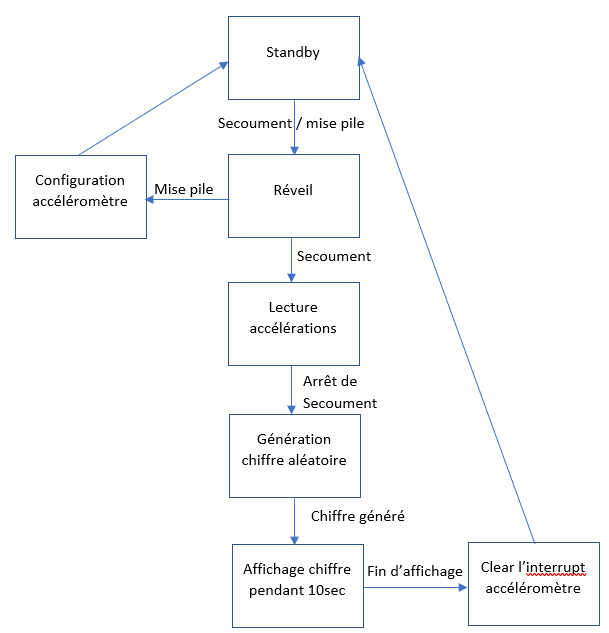 Standby
Secoument / mise pile
Configuration
accéléromètre
Mise pile
Réveil
Secoument
Lecture
accélérations
Arrêt de
Secoument
Génération
chiffre aléatoire
Chiffre généré
Affichage chiffre
pendant 10sec
Fin d’affichage
Clear l’interrupt
accéléromètre